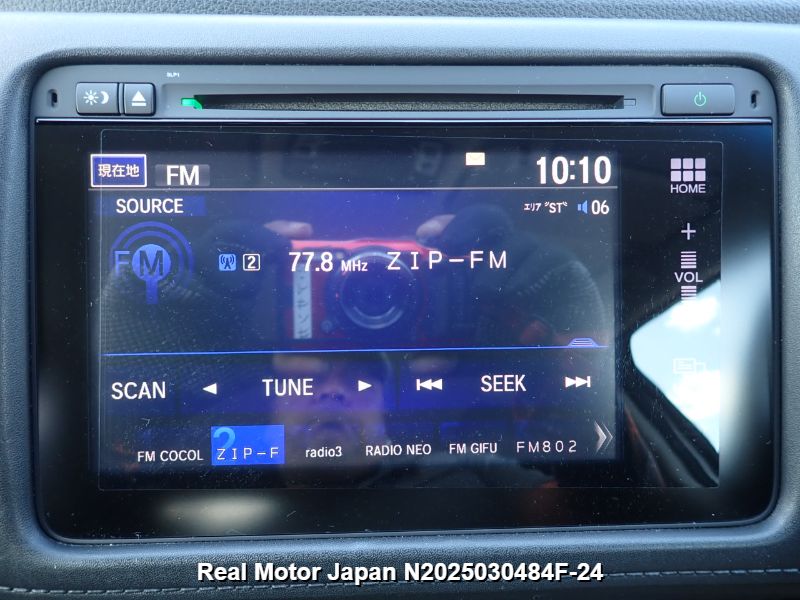 SLP1
現在地 FM 10:10
HOME
SOURCE
エリア "ST" 06
FM 2 77.8 MHz ZIP-FM
+
VOL
SCAN TUNE SEEK
2
FM COCOL ZIP-F radio3 RADIO NEO FM GIFU FM802
Real Motor Japan N2025030484F-24